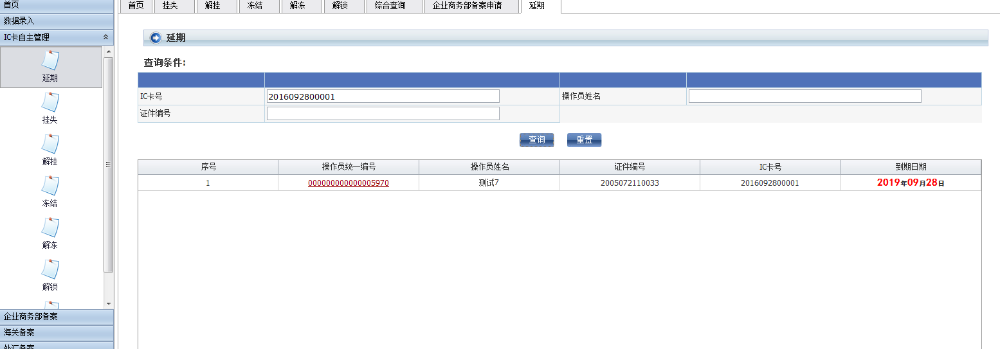 首页
数据录入
IC卡自主管理
延期
挂失
解挂
冻结
解冻
解锁
企业商务部备案
海关备案
外汇备案
首页 挂失 解挂 冻结 解冻 解锁 综合查询 企业商务部备案申请 延期
延期
查询条件:
IC卡号 2016092800001 操作员姓名
证件编号
查询 重置
序号 操作员统一编号 操作员姓名 证件编号 IC卡号 到期日期
1 000000000000005970 测试7 2005072110033 2016092800001 2019年09月28日